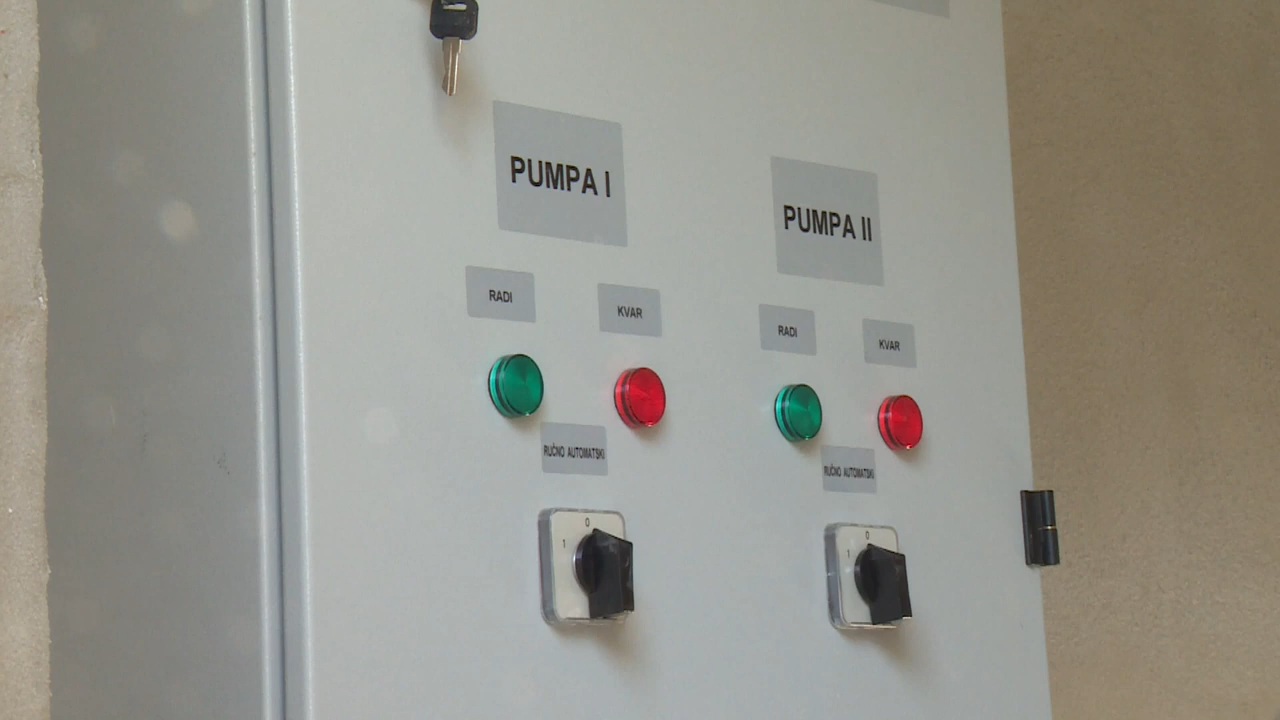 PUMPA I
PUMPA II
RADI
KVAR
RADI
KVAR
RUČNO AUTOMATSKI
RUČNO AUTOMATSKI
0
1
0
1